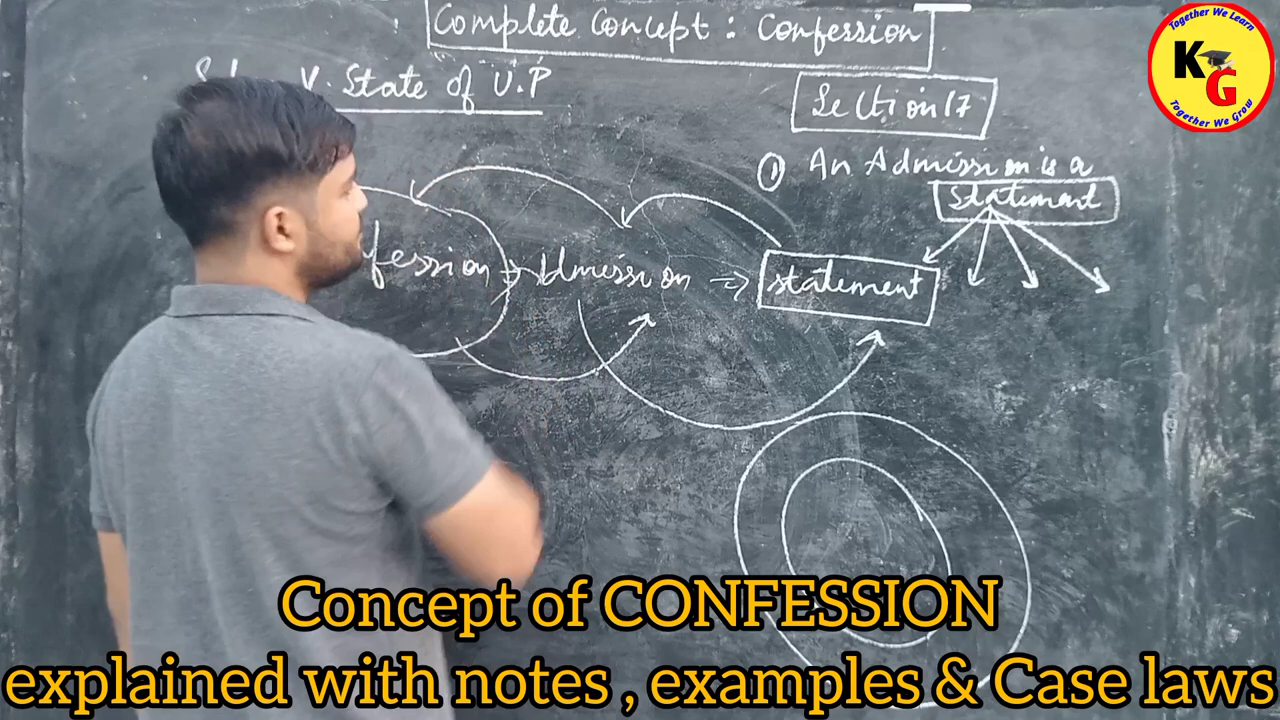 Complete Concept : Confession
V. State of U.P
Section 17
① An Admission is a
statement
fession → Admission ⇒ statement
Together We Learn
KG
Together We Grow
Concept of CONFESSION
explained with notes , examples & Case laws